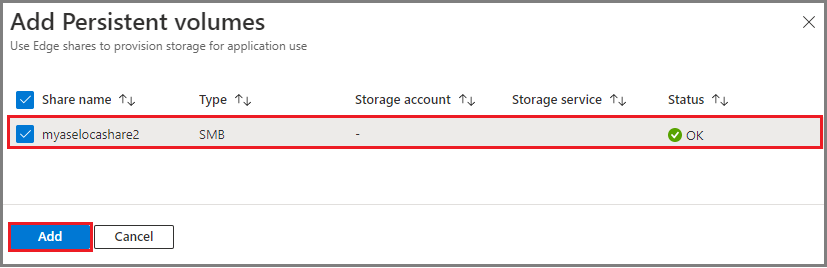 Add Persistent volumes
Use Edge shares to provision storage for application use
Share name ↑↓ Type ↑↓ Storage account ↑↓ Storage service ↑↓ Status ↑↓
myaselocashare2 SMB - OK
Add Cancel